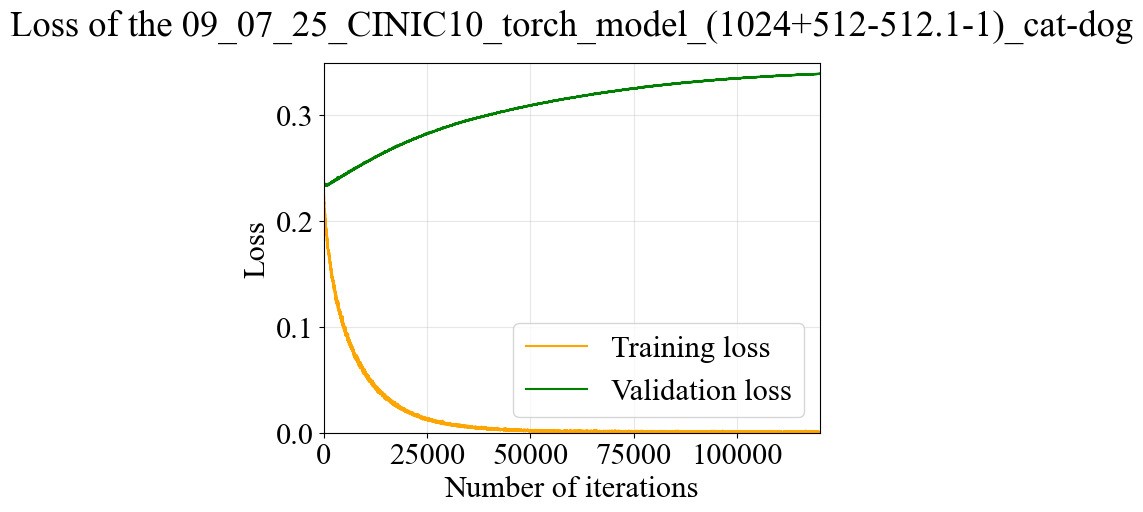 Loss of the 09_07_25_CINIC10_torch_model_(1024+512-512.1-1)_cat-dog
Loss
0.3
0.2
0.1
0.0
Training loss
Validation loss
0 25000 50000 75000 100000
Number of iterations